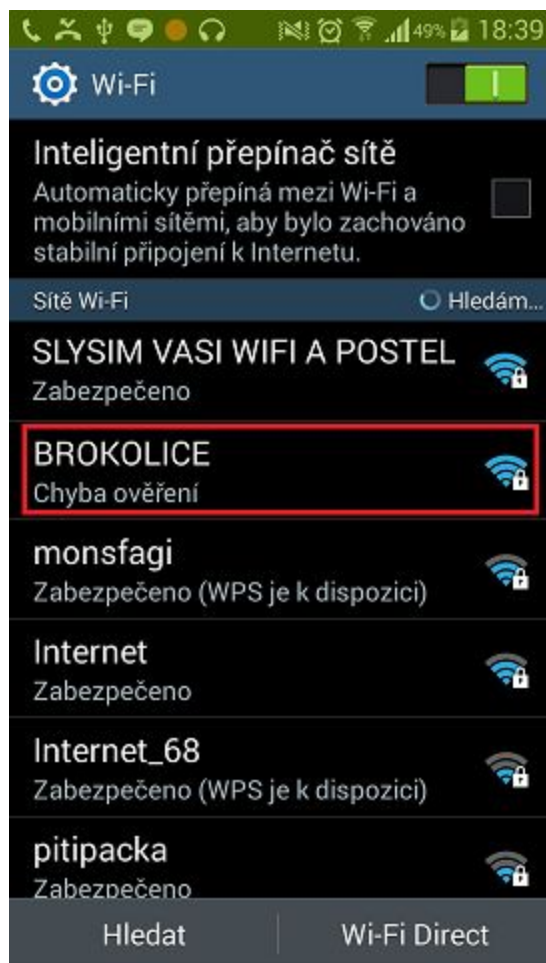 49% 18:39
Wi-Fi
Inteligentní přepínač sítě
Automaticky přepíná mezi Wi-Fi a
mobilními sítěmi, aby bylo zachováno
stabilní připojení k Internetu.
Sítě Wi-Fi Hledám...
SLYSIM VASI WIFI A POSTEL
Zabezpečeno
BROKOLICE
Chyba ověření
monsfagi
Zabezpečeno (WPS je k dispozici)
Internet
Zabezpečeno
Internet_68
Zabezpečeno (WPS je k dispozici)
pitipacka
Zabezpečeno
Hledat Wi-Fi Direct